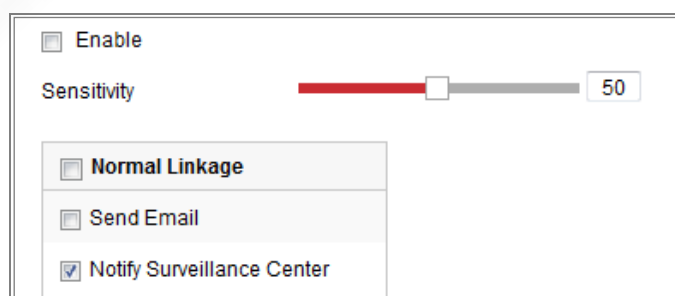 Enable
Sensitivity 50
Normal Linkage
Send Email
Notify Surveillance Center